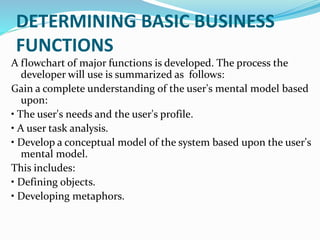 DETERMINING BASIC BUSINESS
FUNCTIONS
A flowchart of major functions is developed. The process the
developer will use is summarized as follows:
Gain a complete understanding of the user's mental model based
upon:
• The user's needs and the user's profile.
• A user task analysis.
• Develop a conceptual model of the system based upon the user's
mental model.
This includes:
• Defining objects.
• Developing metaphors.